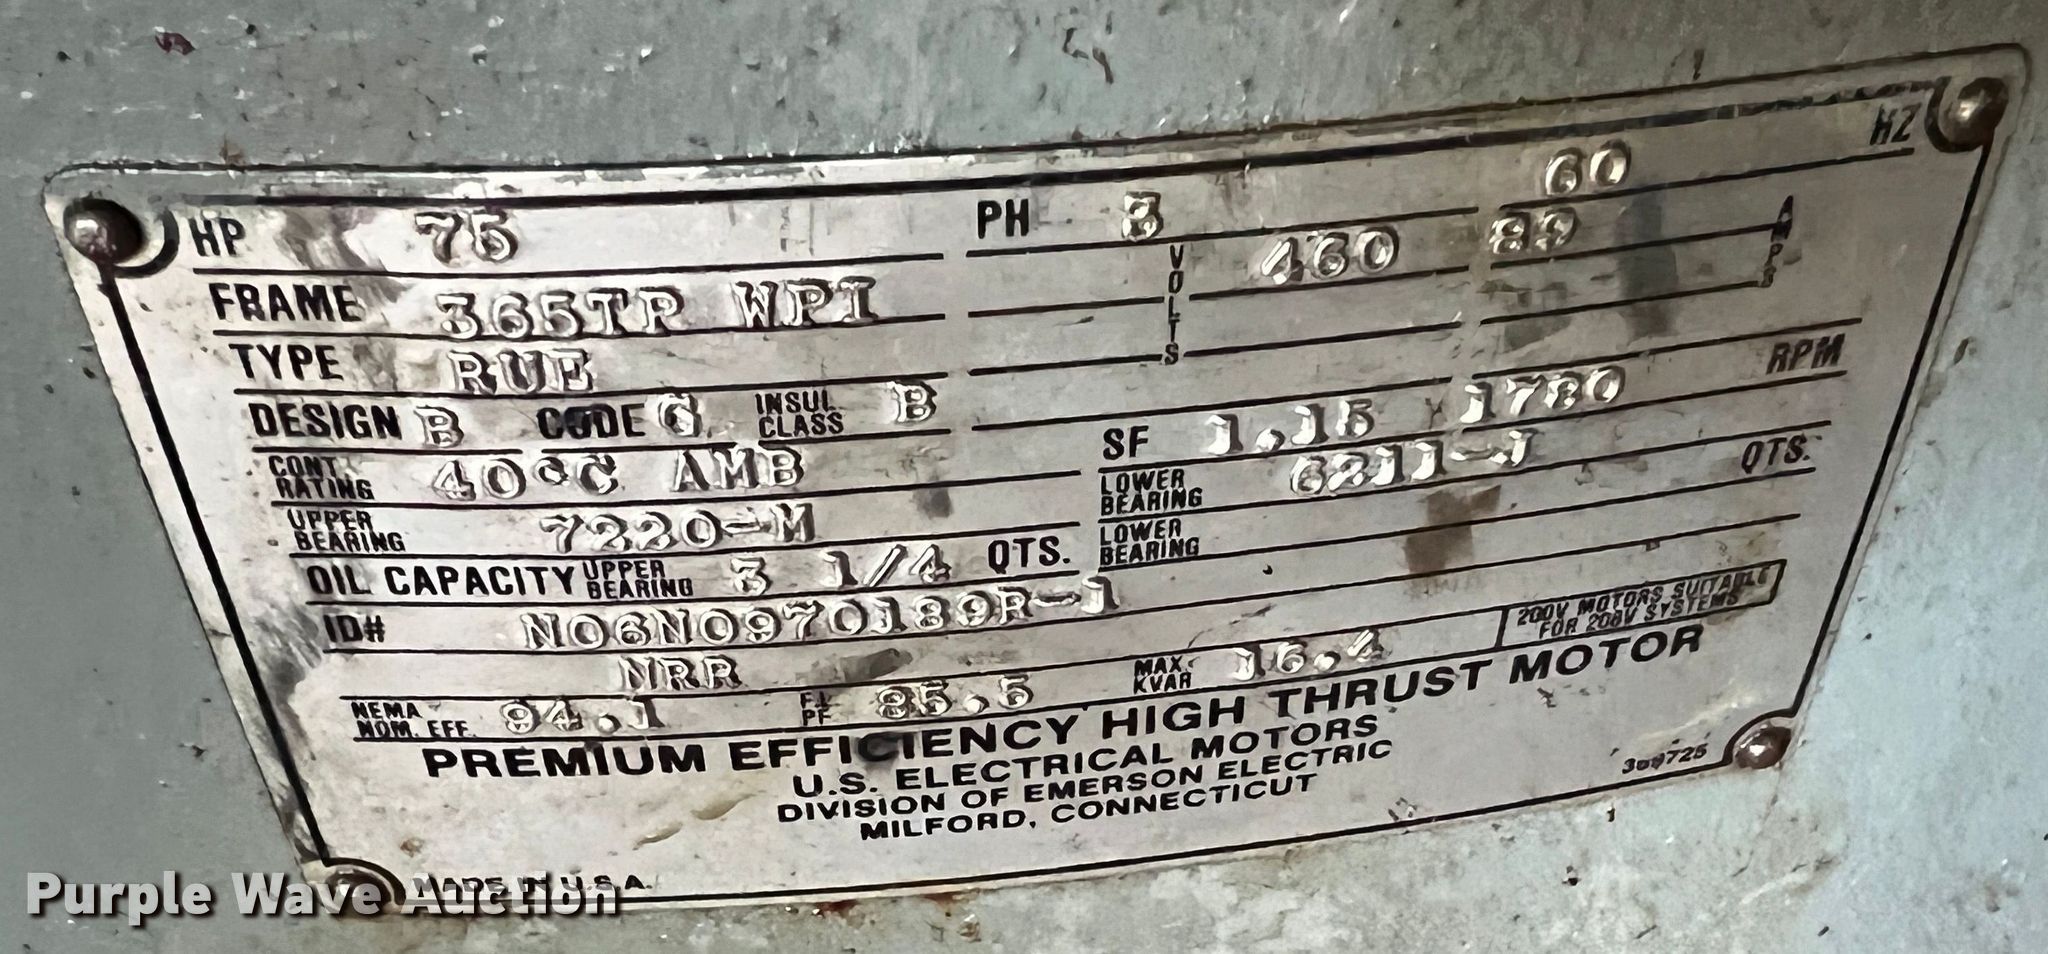 HP 75 PH 3 60 HZ
FRAME 365TP WPI VOLTS 460 89 AMPS
TYPE RUE
DESIGN B CODE G INSUL CLASS B SF 1.15 1780 RPM
CONT. RATING 40°C AMB LOWER BEARING 6211-J
UPPER BEARING 7220-M LOWER BEARING QTS.
OIL CAPACITY UPPER BEARING 3 1/4 QTS.
ID# N06N0970189R-1
NRR MAX. KVAR 16.4 200V MOTORS SUITABLE FOR 208V SYSTEMS
NEMA NOM. EFF. 94.1 F.L. PF 85.5
PREMIUM EFFICIENCY HIGH THRUST MOTOR
U.S. ELECTRICAL MOTORS
DIVISION OF EMERSON ELECTRIC
MILFORD, CONNECTICUT
MADE IN U.S.A.
Purple Wave Auction